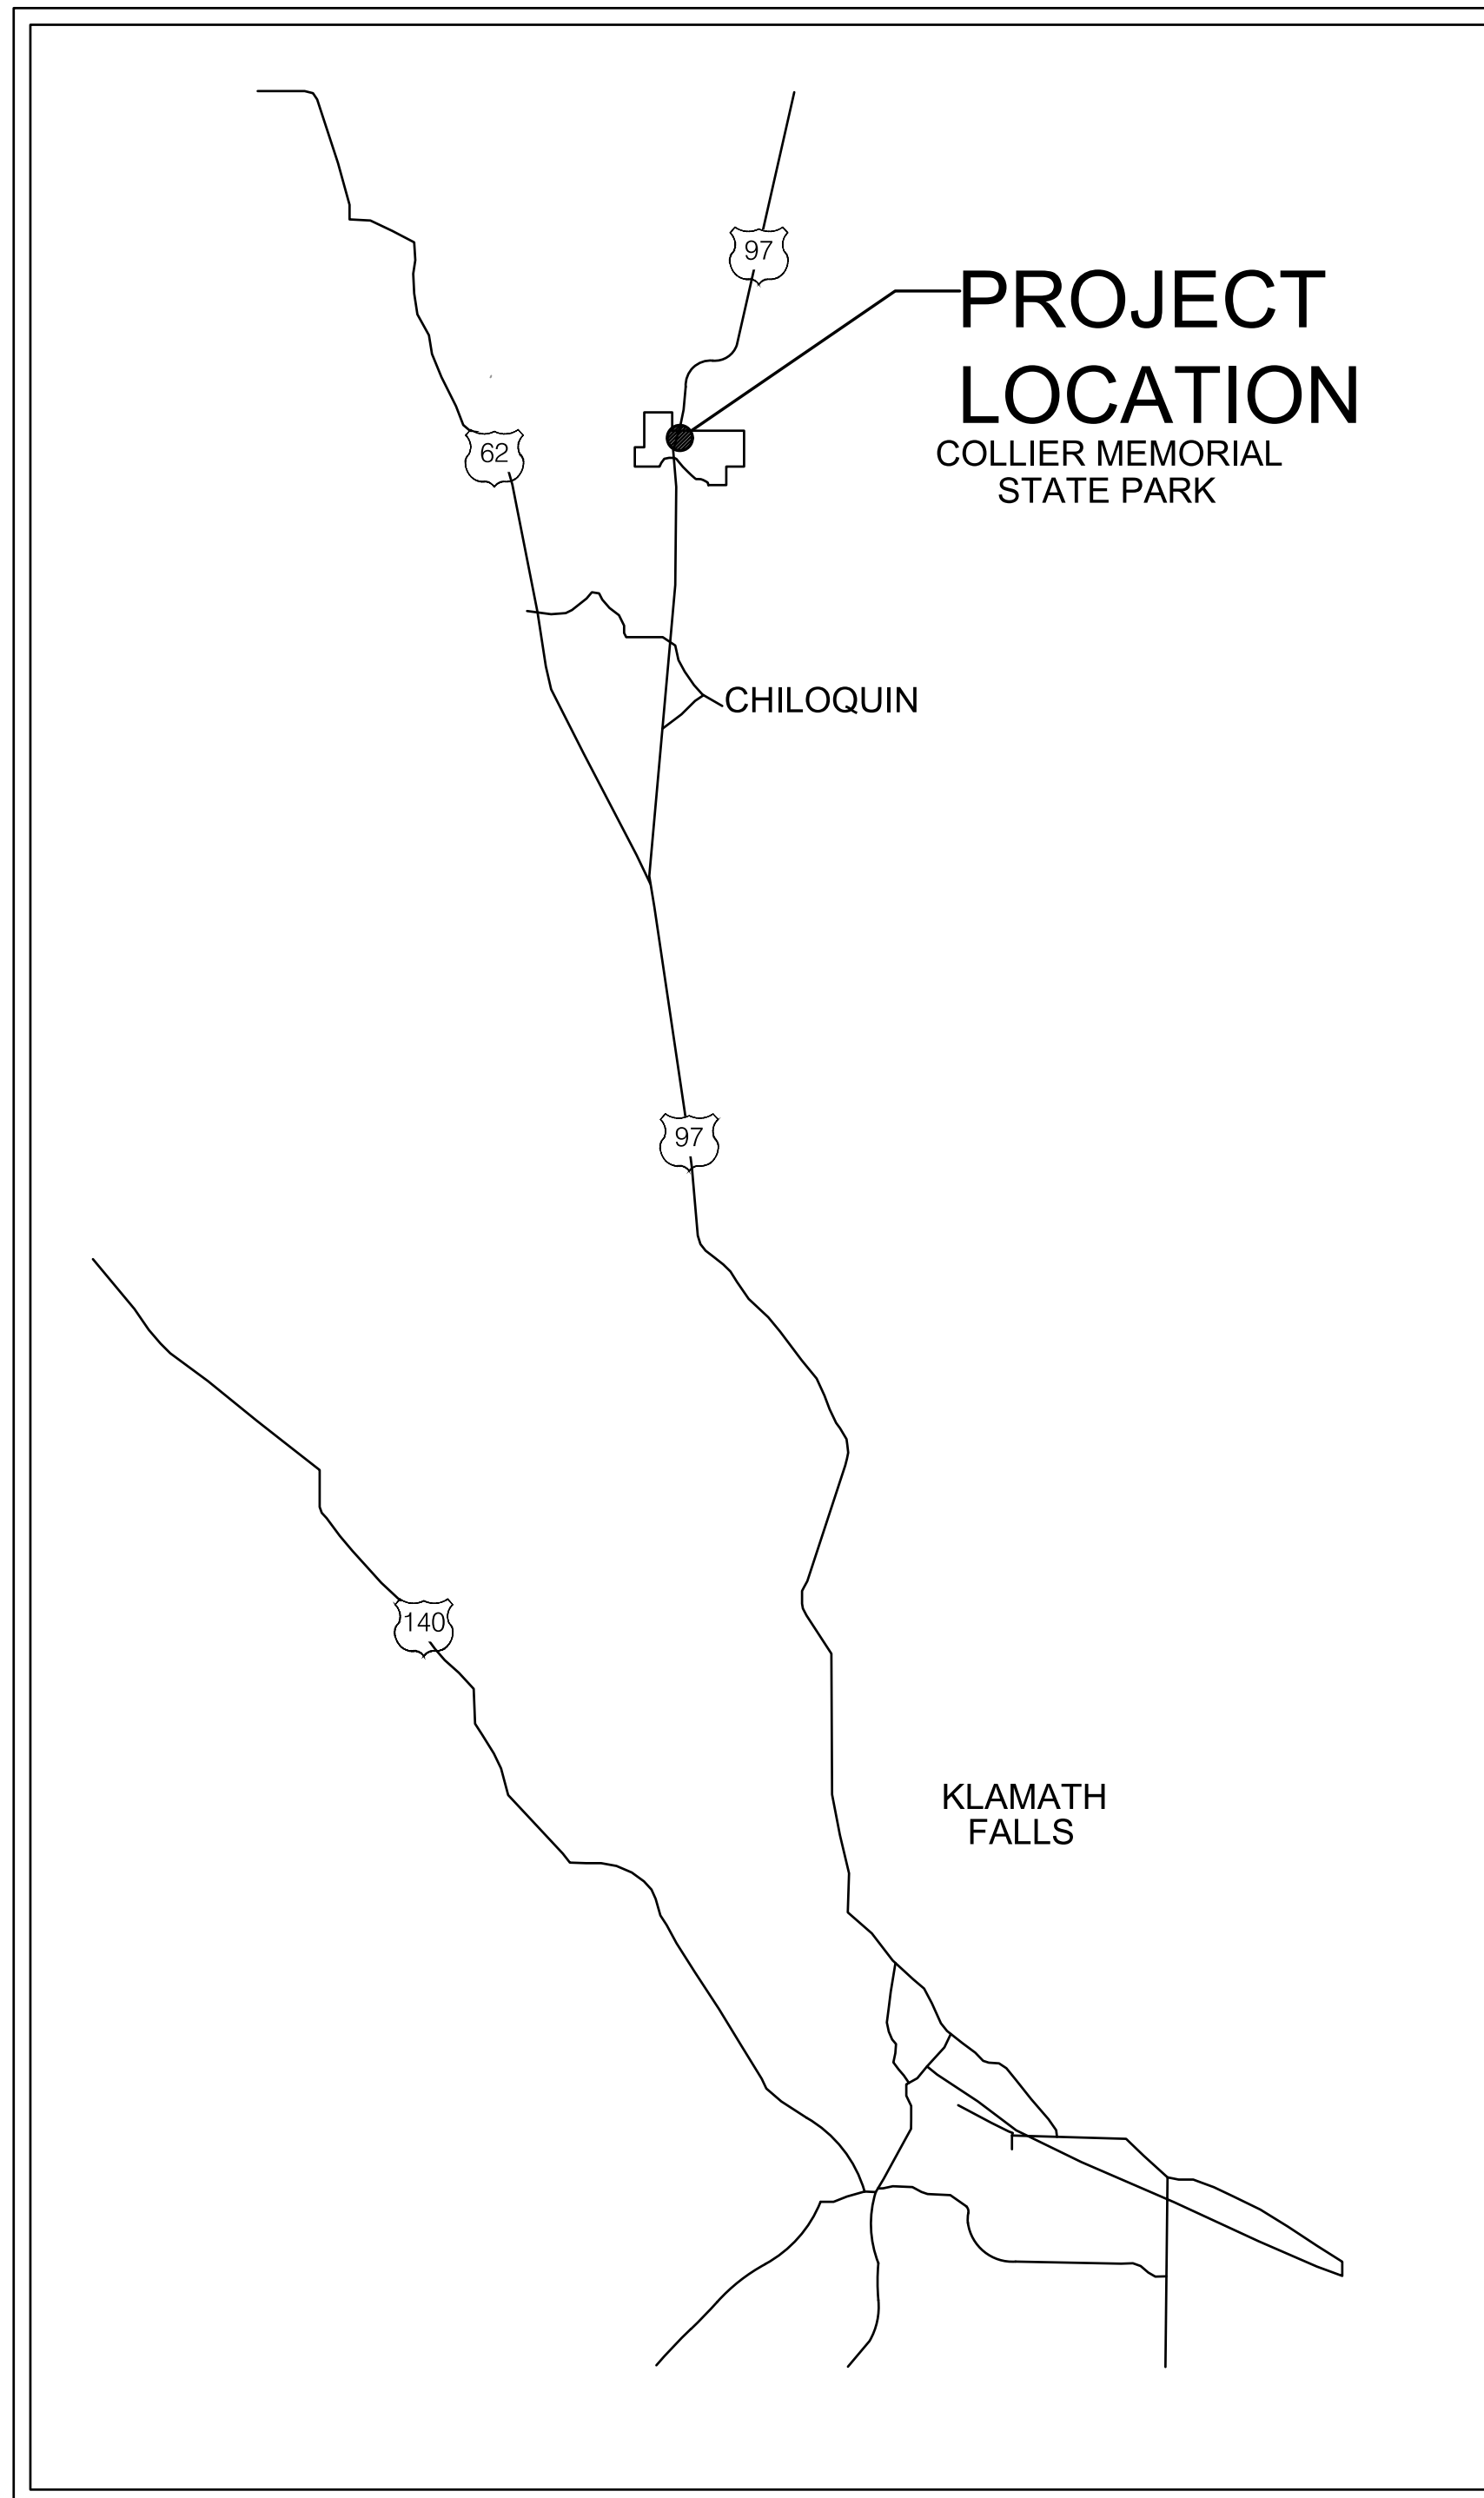 97
PROJECT
LOCATION
COLLIER MEMORIAL
STATE PARK
62
CHILOQUIN
97
140
KLAMATH
FALLS